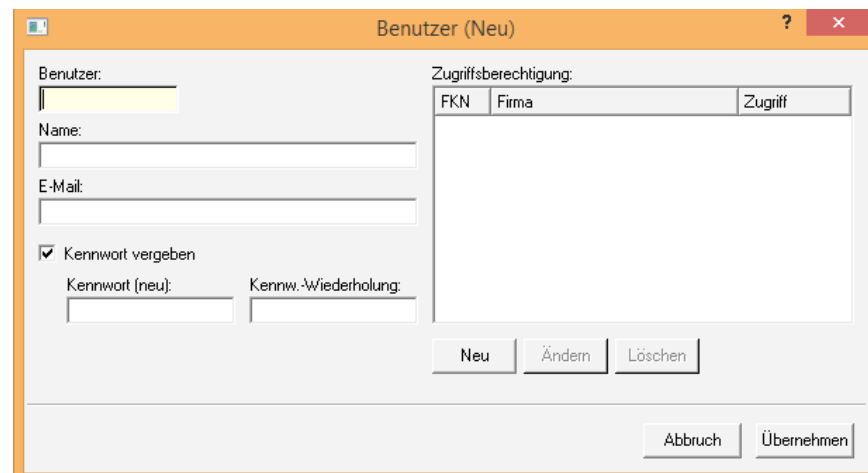 Benutzer (Neu)
?
Benutzer:
Name:
E-Mail:
Kennwort vergeben
Kennwort (neu):
Kennw.-Wiederholung:
Zugriffsberechtigung:
FKN Firma Zugriff
Neu Ändern Löschen
Abbruch Übernehmen